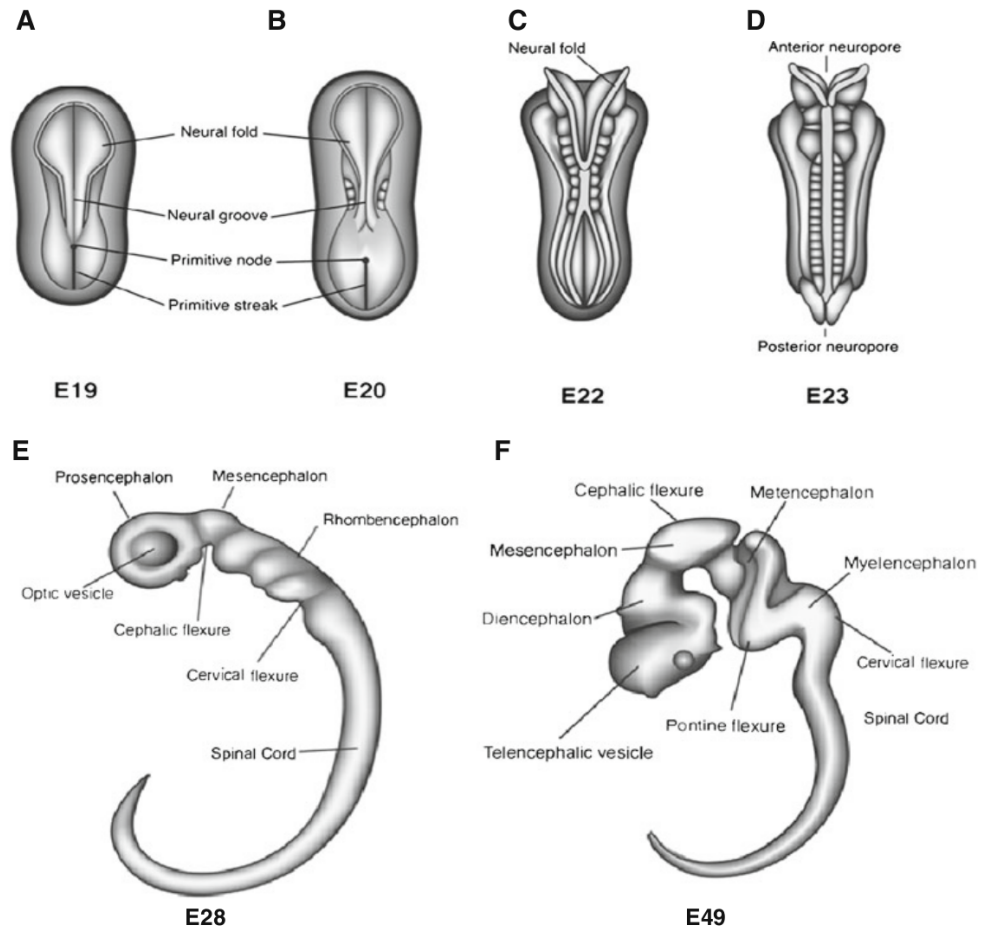 A
B
C
D
Neural fold
Anterior neuropore
Neural fold
Neural groove
Primitive node
Primitive streak
Posterior neuropore
E19
E20
E22
E23
E
F
Prosencephalon
Mesencephalon
Rhombencephalon
Optic vesicle
Cephalic flexure
Cervical flexure
Spinal Cord
E28
Cephalic flexure
Metencephalon
Mesencephalon
Myelencephalon
Diencephalon
Cervical flexure
Pontine flexure
Spinal Cord
Telencephalic vesicle
E49